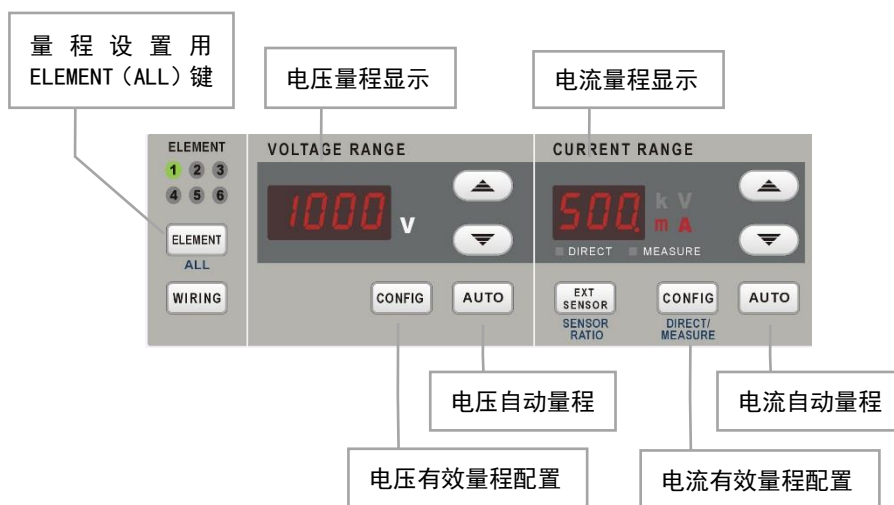 量程设置用
ELEMENT（ALL）键
电压量程显示
电流量程显示
ELEMENT
1 2 3
4 5 6
ELEMENT
ALL
WIRING
VOLTAGE RANGE
1000 V
CONFIG
AUTO
CURRENT RANGE
500.
k V
m A
DIRECT
MEASURE
EXT
SENSOR
SENSOR
RATIO
CONFIG
DIRECT/
MEASURE
AUTO
电压自动量程
电流自动量程
电压有效量程配置
电流有效量程配置